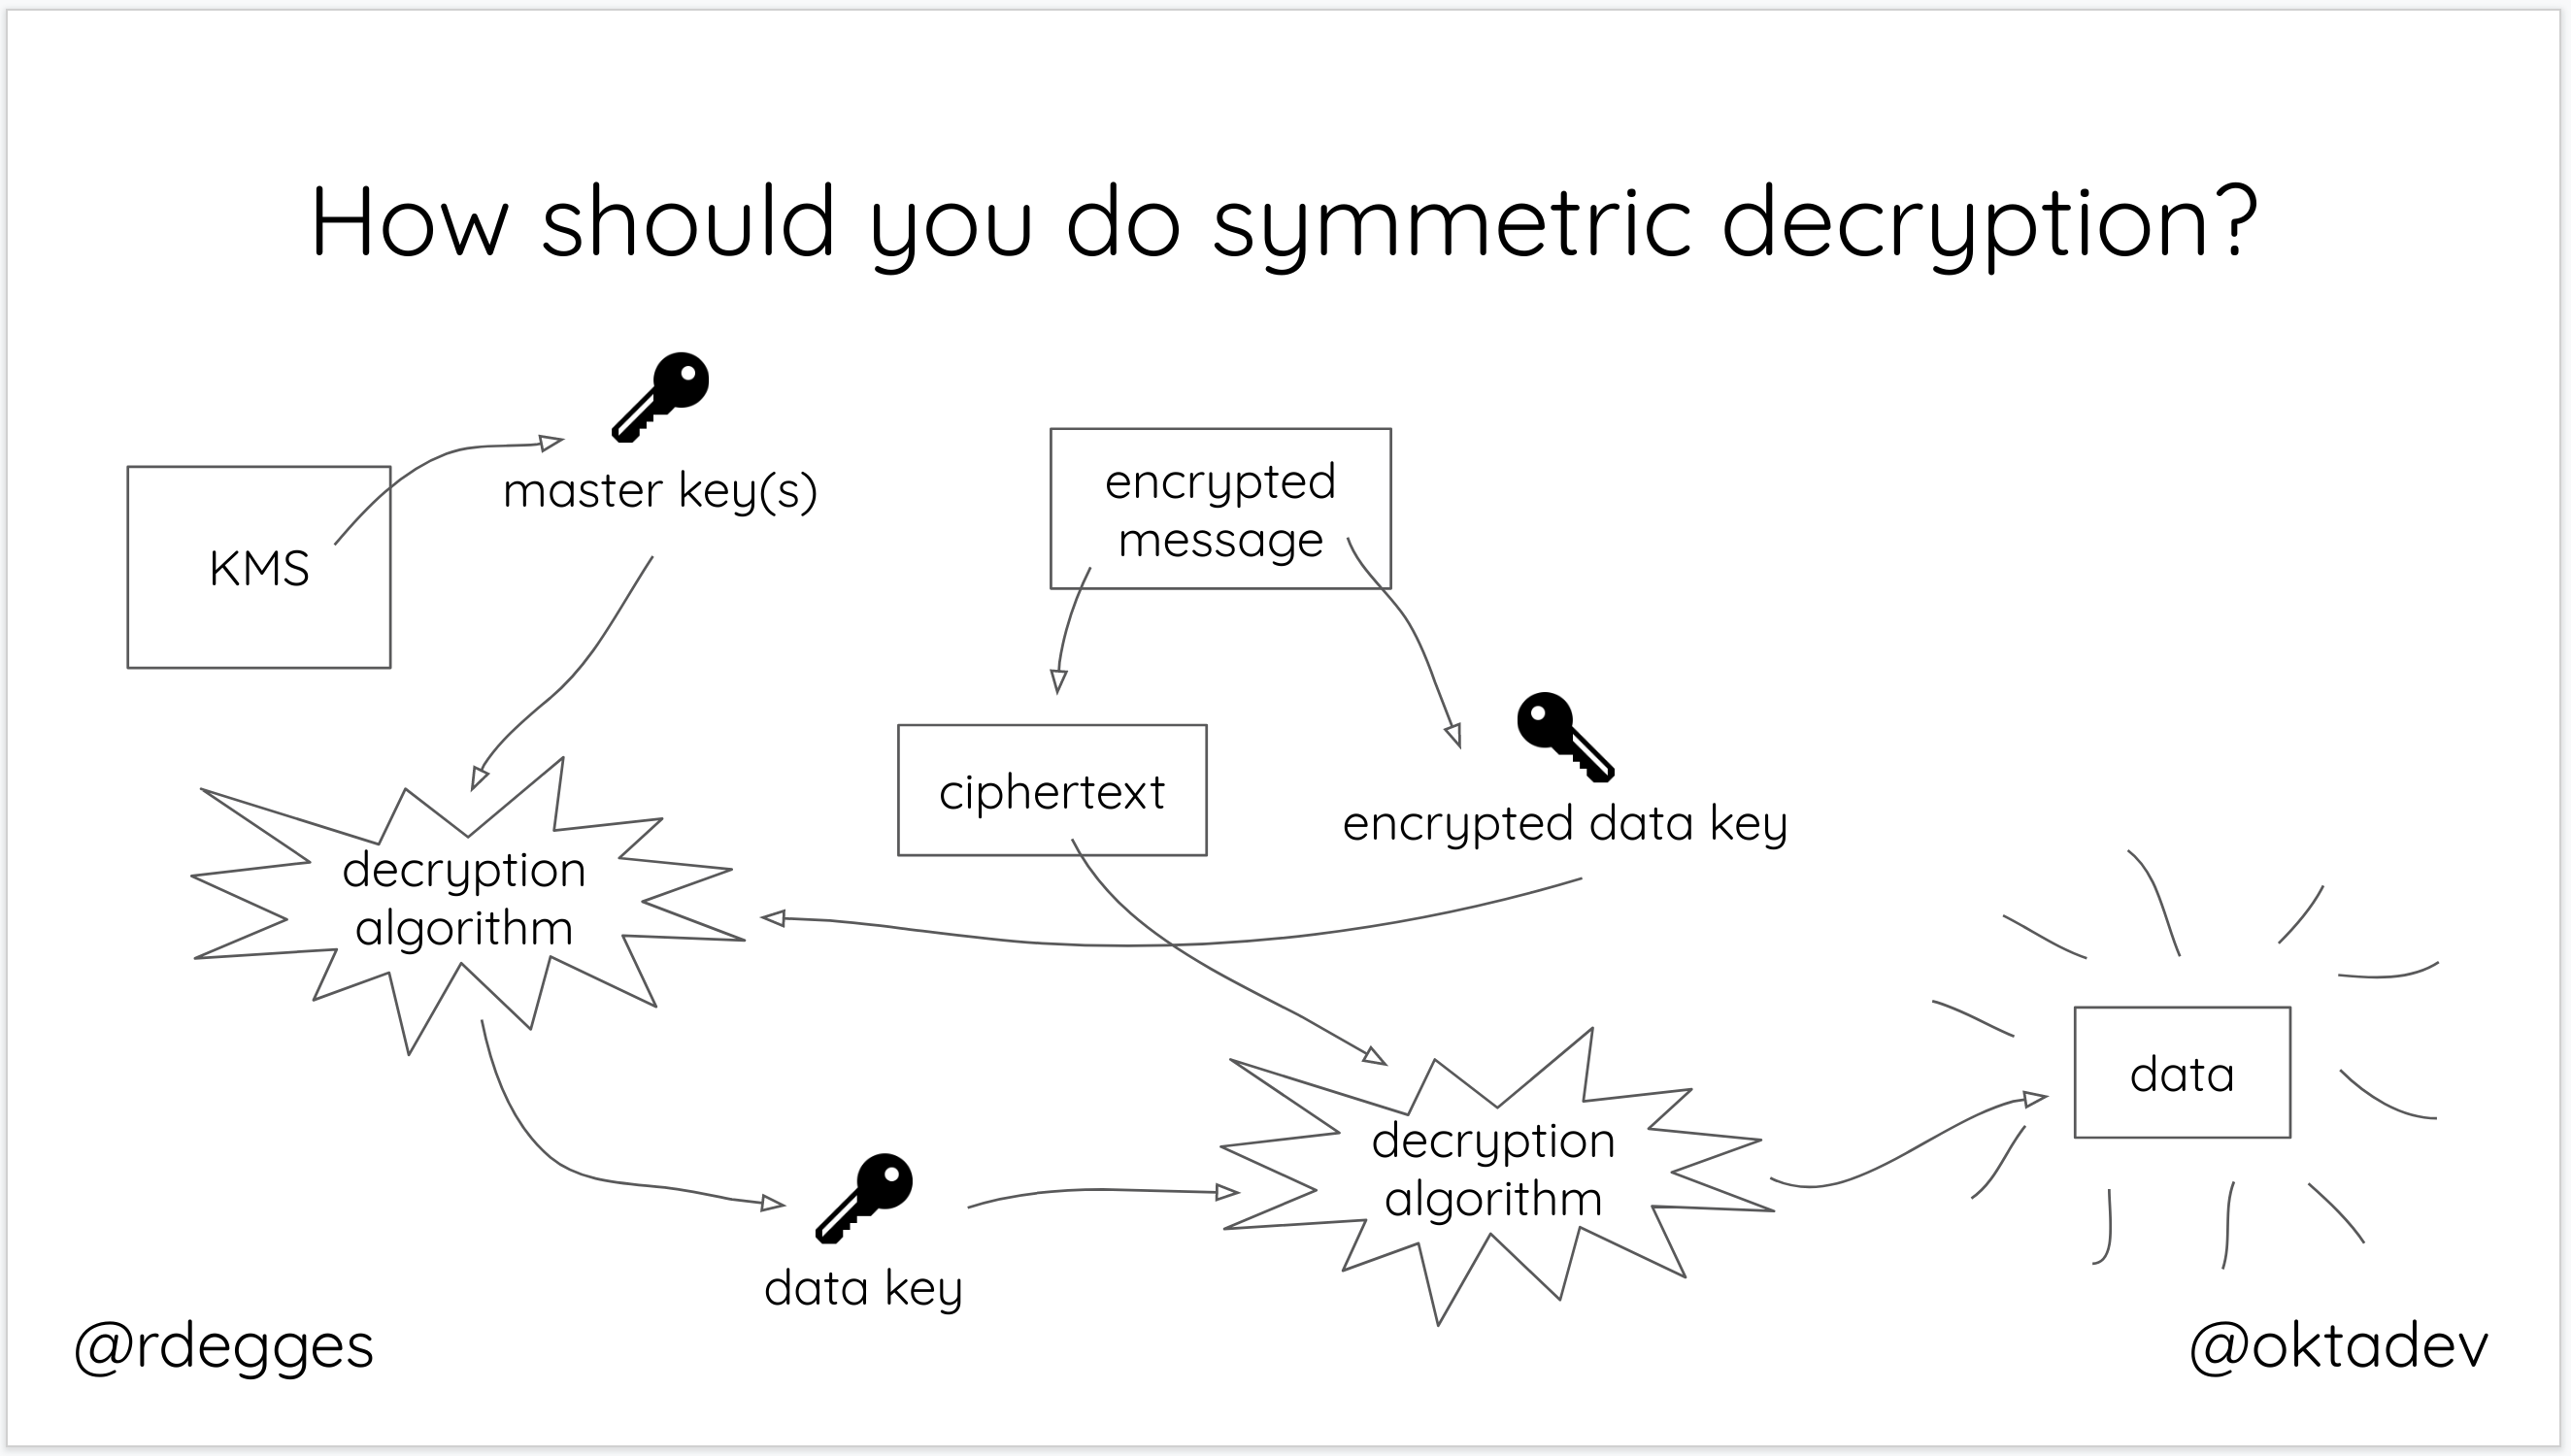 How should you do symmetric decryption?
master key(s)
KMS
encrypted
message
ciphertext
encrypted data key
decryption
algorithm
data key
decryption
algorithm
data
@rdegges
@oktadev